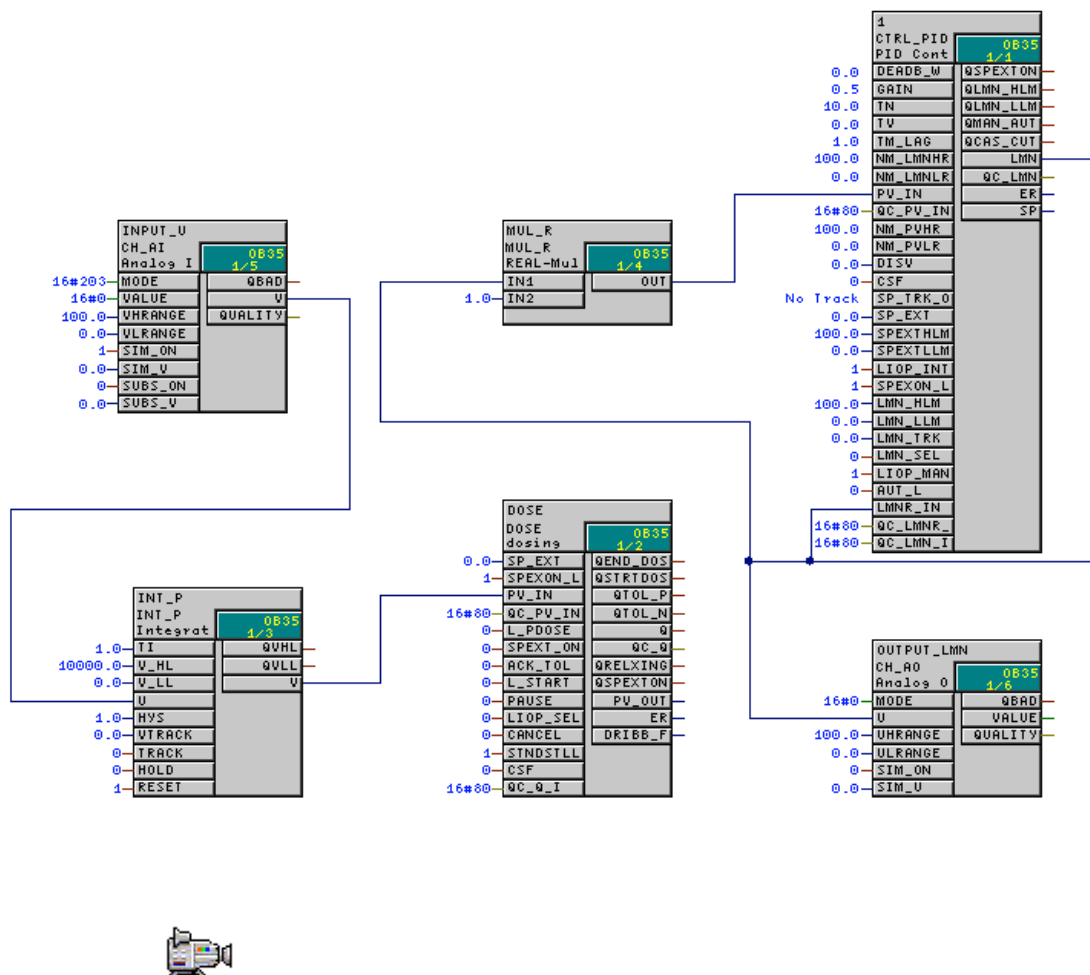 1
CTRL_PID
PID Cont
OB35
1/1
0.0 DEADB_W QSPEXTON
0.5 GAIN QLMN_HLM
10.0 TN QLMN_LLM
0.0 TV QMAN_AUT
1.0 TM_LAG QCAS_CUT
100.0 NM_LMNHR LMN
0.0 NM_LMNLR QC_LMN
PV_IN ER
16#80 QC_PV_IN SP
100.0 NM_PVHR
0.0 NM_PVLR
0.0 DISV
0 CSF
No Track SP_TRK_O
0.0 SP_EXT
100.0 SPEXTHLM
0.0 SPEXTLLM
1 LIOP_INT
1 SPEXON_L
100.0 LMN_HLM
0.0 LMN_LLM
0.0 LMN_TRK
0 LMN_SEL
1 LIOP_MAN
0 AUT_L
LMNR_IN
16#80 QC_LMNR_
16#80 QC_LMN_I
INPUT_U
CH_AI
Analog I
OB35
1/5
16#203 MODE QBAD
16#0 VALUE V
100.0 VHRANGE QUALITY
0.0 VLRANGE
1 SIM_ON
0.0 SIM_V
0 SUBS_ON
0.0 SUBS_V
MUL_R
MUL_R
REAL-Mul
OB35
1/4
IN1 OUT
1.0 IN2
INT_P
INT_P
Integrat
OB35
1/3
1.0 TI QVHL
10000.0 V_HL QVLL
0.0 V_LL V
U
1.0 HYS
0.0 VTRACK
0 TRACK
0 HOLD
1 RESET
DOSE
DOSE
dosing
OB35
1/2
0.0 SP_EXT QEND_DOS
1 SPEXON_L QSTRTDOS
PV_IN QTOL_P
16#80 QC_PV_IN QTOL_N
0 L_PDOSE Q
0 SPEXT_ON QC_Q
0 ACK_TOL QRELXING
0 L_START QSPEXTON
0 PAUSE PV_OUT
0 LIOP_SEL ER
0 CANCEL DRIBB_F
1 STNDSTLL
0 CSF
16#80 QC_Q_I
OUTPUT_LMN
CH_AO
Analog O
OB35
1/6
16#0 MODE QBAD
U VALUE
100.0 UHRANGE QUALITY
0.0 ULRANGE
0 SIM_ON
0.0 SIM_U